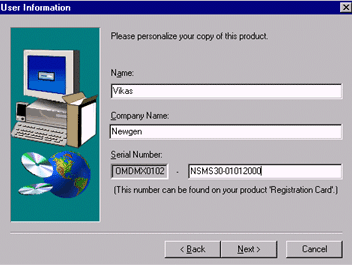 User Information
Please personalize your copy of this product.
Name:
Vikas
Company Name:
Newgen
Serial Number:
OMDMX0102 - NSMS30-01012000
(This number can be found on your product 'Registration Card'.)
< Back Next > Cancel